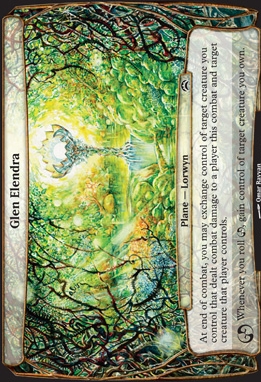 Glen Elendra
Plane — Lorwyn
At end of combat, you may exchange control of target creature you
control that dealt combat damage to a player this combat and target
creature that player controls.
Whenever you roll , gain control of target creature you own.
Omar Rayyan